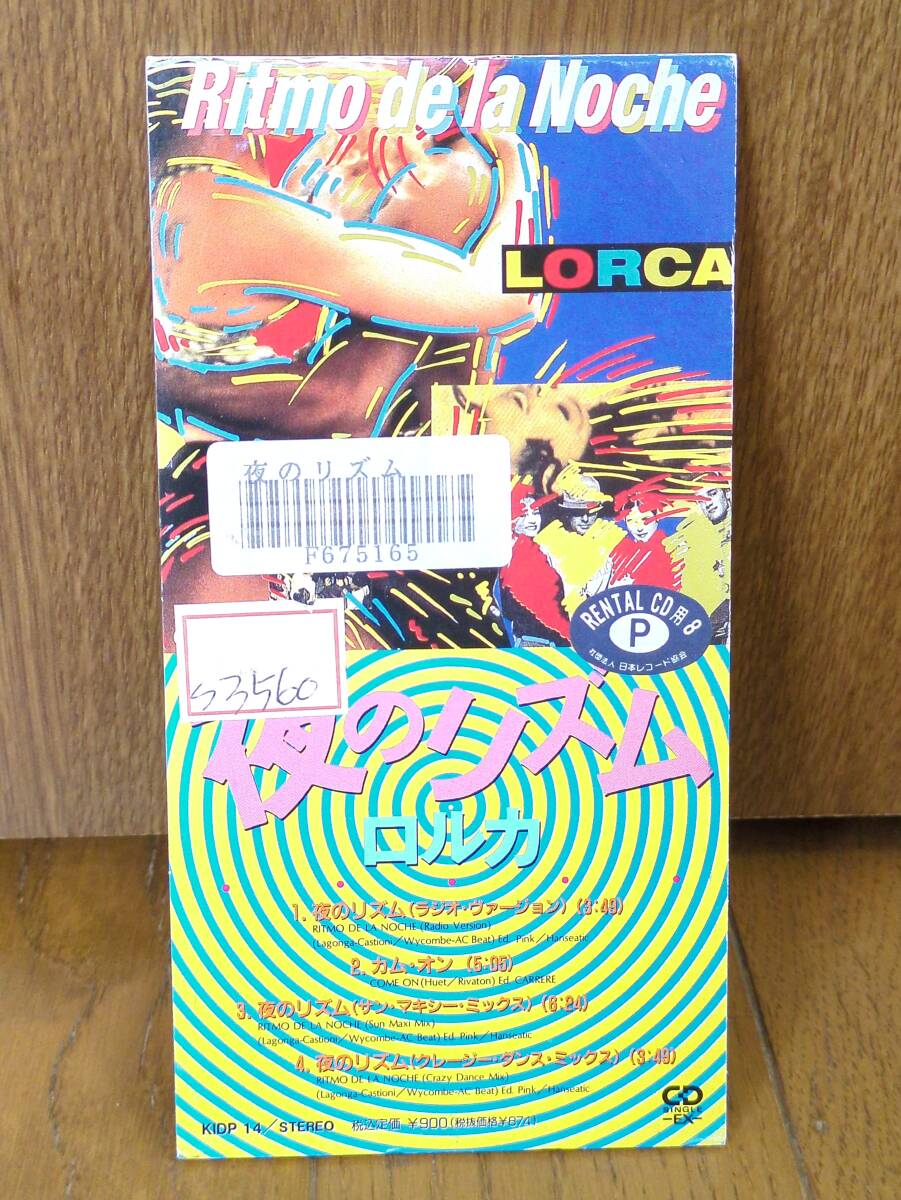 Ritmo de la Noche
LORCA
夜のリズム
F675165
RENTAL CD用 8
P
社団法人 日本レコード協会
53560
夜のリズム
ロルカ
1. 夜のリズム(ラジオ・ヴァージョン) (3:49)
RITMO DE LA NOCHE (Radio Version)
(Lagonga-Castioni/Wycombe-AC Beat) Ed. Pink/Hanseatic
2. カム・オン (5:05)
COME ON (Huet/Rivaton) Ed. CARRERE
3. 夜のリズム(サン・マキシー・ミックス) (6:24)
RITMO DE LA NOCHE (Sun Maxi Mix)
(Lagonga-Castioni/Wycombe-AC Beat) Ed. Pink/Hanseatic
4. 夜のリズム(クレージー・ダンス・ミックス) (3:49)
RITMO DE LA NOCHE (Crazy Dance Mix)
(Lagonga-Castioni/Wycombe-AC Beat) Ed. Pink/Hanseatic
CD
SINGLE
-EX-
KIDP 14/STEREO 税込定価 ¥900(税抜価格¥874)